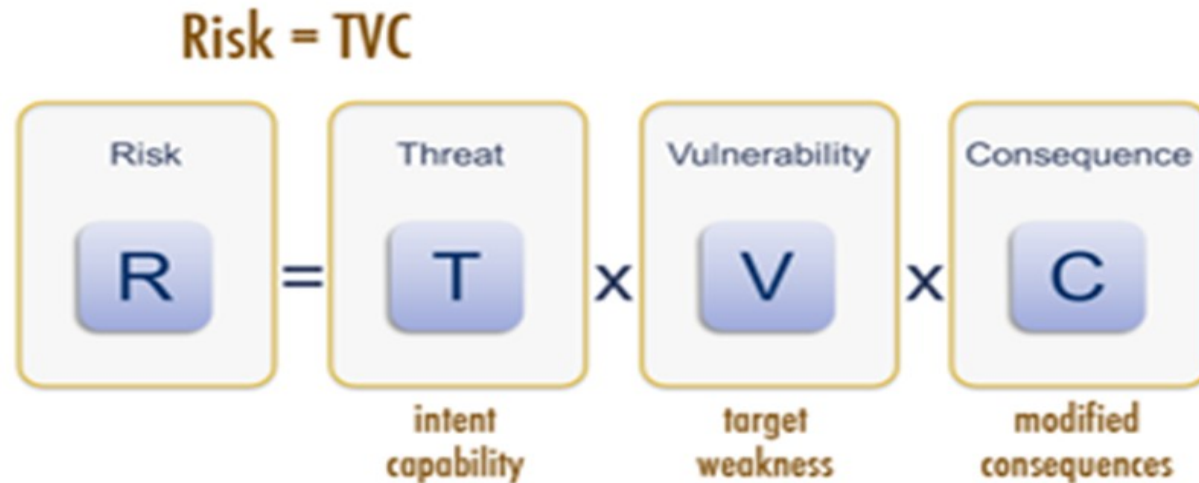 Risk = TVC
Risk Threat Vulnerability Consequence
R = T x V x C
intent target modified
capability weakness consequences